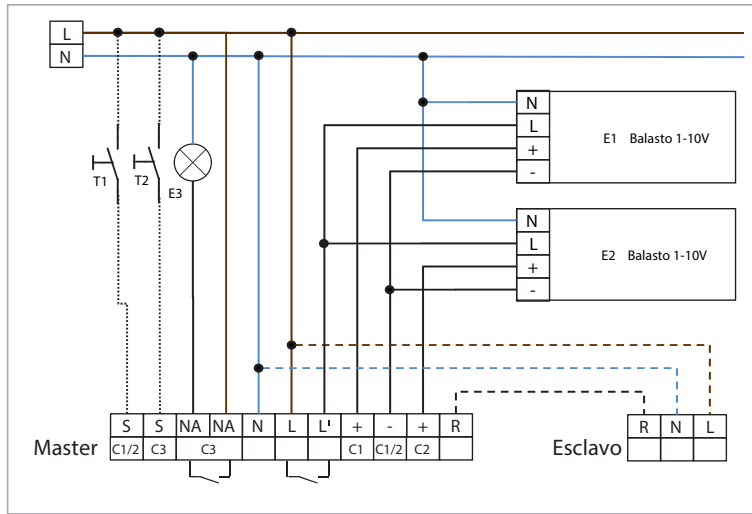 L
N
T1
T2
E3
N
L
+
-
E1 Balasto 1-10V
N
L
+
-
E2 Balasto 1-10V
Master
S S NA NA N L L' + - + R
C1/2 C3 C3 C1 C1/2 C2
Esclavo
R N L